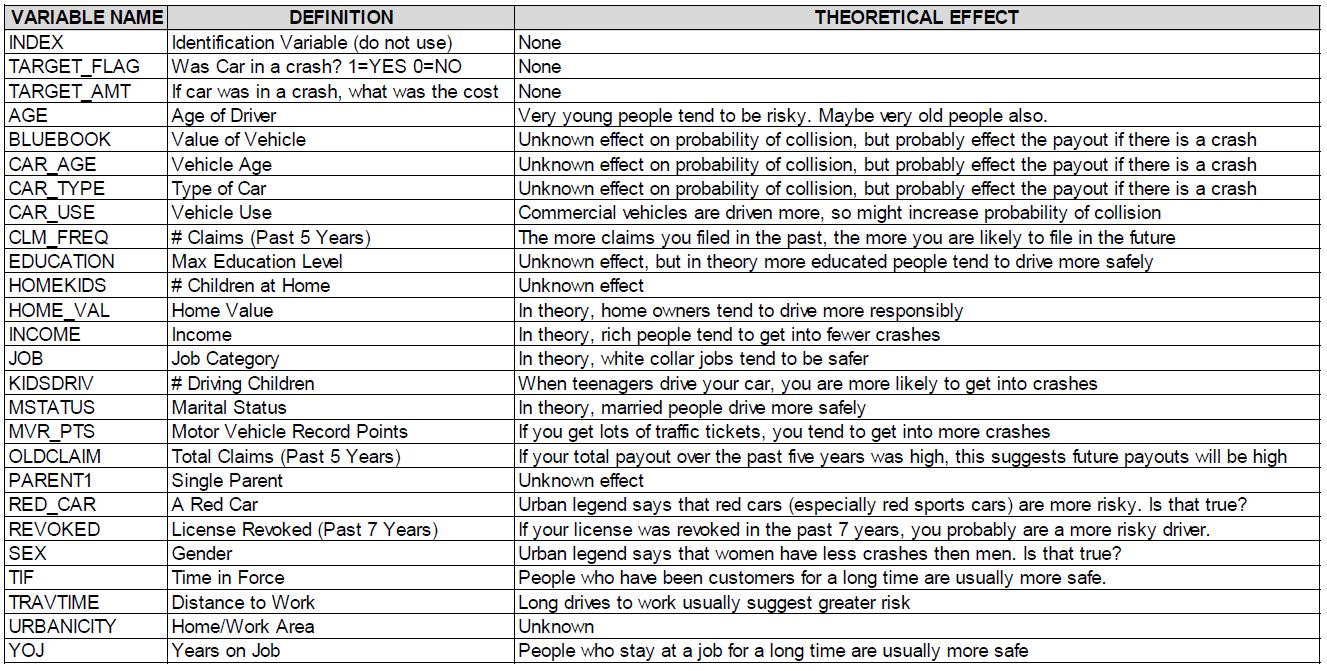 VARIABLE NAME DEFINITION THEORETICAL EFFECT
INDEX Identification Variable (do not use) None
TARGET_FLAG Was Car in a crash? 1=YES 0=NO None
TARGET_AMT If car was in a crash, what was the cost None
AGE Age of Driver Very young people tend to be risky. Maybe very old people also.
BLUEBOOK Value of Vehicle Unknown effect on probability of collision, but probably effect the payout if there is a crash
CAR_AGE Vehicle Age Unknown effect on probability of collision, but probably effect the payout if there is a crash
CAR_TYPE Type of Car Unknown effect on probability of collision, but probably effect the payout if there is a crash
CAR_USE Vehicle Use Commercial vehicles are driven more, so might increase probability of collision
CLM_FREQ # Claims (Past 5 Years) The more claims you filed in the past, the more you are likely to file in the future
EDUCATION Max Education Level Unknown effect, but in theory more educated people tend to drive more safely
HOMEKIDS # Children at Home Unknown effect
HOME_VAL Home Value In theory, home owners tend to drive more responsibly
INCOME Income In theory, rich people tend to get into fewer crashes
JOB Job Category In theory, white collar jobs tend to be safer
KIDSDRIV # Driving Children When teenagers drive your car, you are more likely to get into crashes
MSTATUS Marital Status In theory, married people drive more safely
MVR_PTS Motor Vehicle Record Points If you get lots of traffic tickets, you tend to get into more crashes
OLDCLAIM Total Claims (Past 5 Years) If your total payout over the past five years was high, this suggests future payouts will be high
PARENT1 Single Parent Unknown effect
RED_CAR A Red Car Urban legend says that red cars (especially red sports cars) are more risky. Is that true?
REVOKED License Revoked (Past 7 Years) If your license was revoked in the past 7 years, you probably are a more risky driver.
SEX Gender Urban legend says that women have less crashes then men. Is that true?
TIF Time in Force People who have been customers for a long time are usually more safe.
TRAVTIME Distance to Work Long drives to work usually suggest greater risk
URBANICITY Home/Work Area Unknown
YOJ Years on Job People who stay at a job for a long time are usually more safe